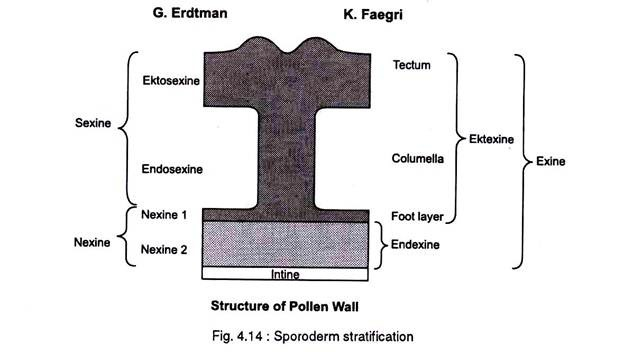 G. Erdtman K. Faegri
Ektosexine Tectum
Sexine Ektexine
Endosexine Columella Exine
Nexine 1 Foot layer
Nexine Endexine
Nexine 2
Intine
Structure of Pollen Wall
Fig. 4.14 : Sporoderm stratification